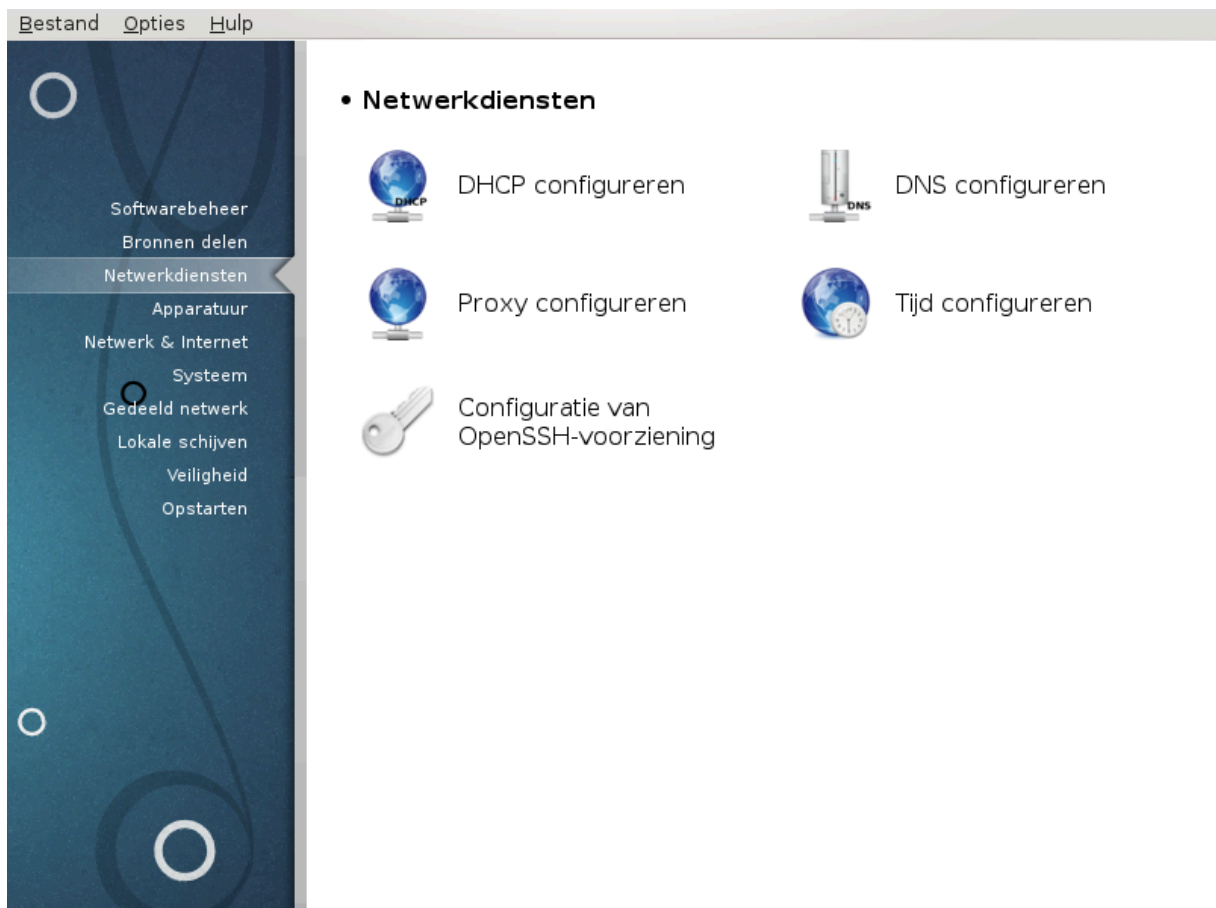 Bestand Opties Hulp
Softwarebeheer
Bronnen delen
Netwerkdiensten
Apparatuur
Netwerk & Internet
Systeem
Gedeeld netwerk
Lokale schijven
Veiligheid
Opstarten
• Netwerkdiensten
DHCP
DHCP configureren
DNS
DNS configureren
Proxy configureren
Tijd configureren
Configuratie van
OpenSSH-voorziening